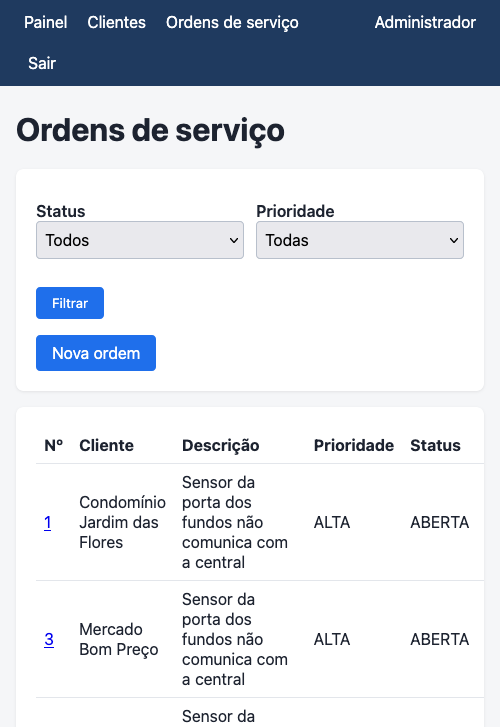 Painel Clientes Ordens de serviço Administrador
Sair
Ordens de serviço
Status Prioridade
Todos Todas
Filtrar
Nova ordem
Nº Cliente Descrição Prioridade Status
1 Condomínio Jardim das Flores Sensor da porta dos fundos não comunica com a central ALTA ABERTA
3 Mercado Bom Preço Sensor da porta dos fundos não comunica com a central ALTA ABERTA
Sensor da